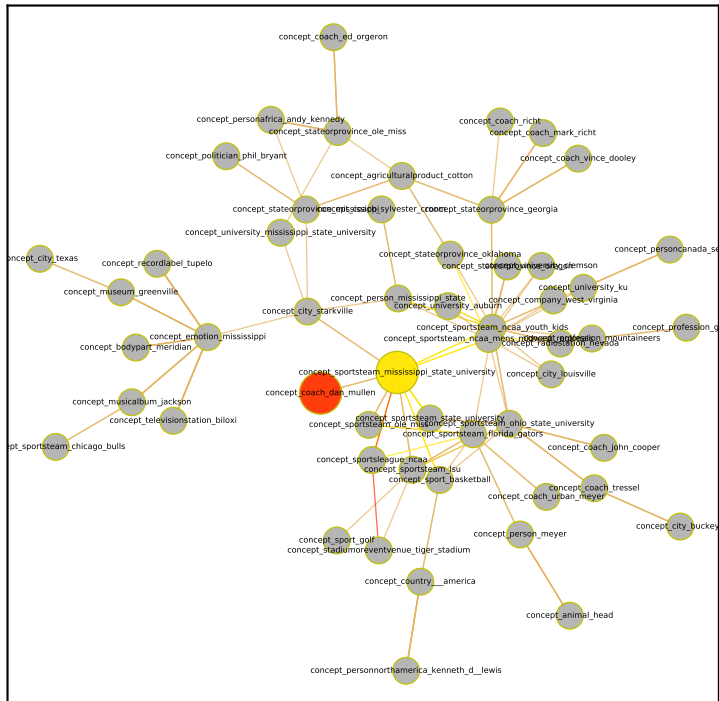 concept_coach_ed_orgeron
concept_personafrica_andy_kennedy
concept_stateorprovince_ole_miss
concept_coach_richt
concept_coach_mark_richt
concept_politician_phil_bryant
concept_coach_vince_dooley
concept_agriculturalproduct_cotton
concept_stateorprovince_georgia
concept_university_mississippi_state_university
concept_stateorprovince_oklahoma
concept_city_texas
concept_recordlabel_tupelo
concept_museum_greenville
concept_person_mississippi_state
concept_university_auburn
concept_university_ku
concept_company_west_virginia
concept_personcanada_se
concept_city_starkville
concept_emotion_mississippi
concept_sportsteam_ncaa_youth_kids
concept_profession_g
concept_bodypart_meridian
concept_city_louisville
concept_sportsteam_mississippi_state_university
concept_coach_dan_mullen
concept_musicalbum_jackson
concept_televisionstation_biloxi
concept_sportsteam_state_university
concept_sportsteam_ole_miss
concept_sportsteam_ohio_state_university
concept_sportsteam_florida_gators
ept_sportsteam_chicago_bulls
concept_coach_john_cooper
concept_sportsleague_ncaa
concept_sportsteam_lsu
concept_sport_basketball
concept_coach_tressel
concept_coach_urban_meyer
concept_city_buckey
concept_person_meyer
concept_sport_golf
concept_stadiumoreventvenue_tiger_stadium
concept_country___america
concept_animal_head
concept_personnorthamerica_kenneth_d__lewis